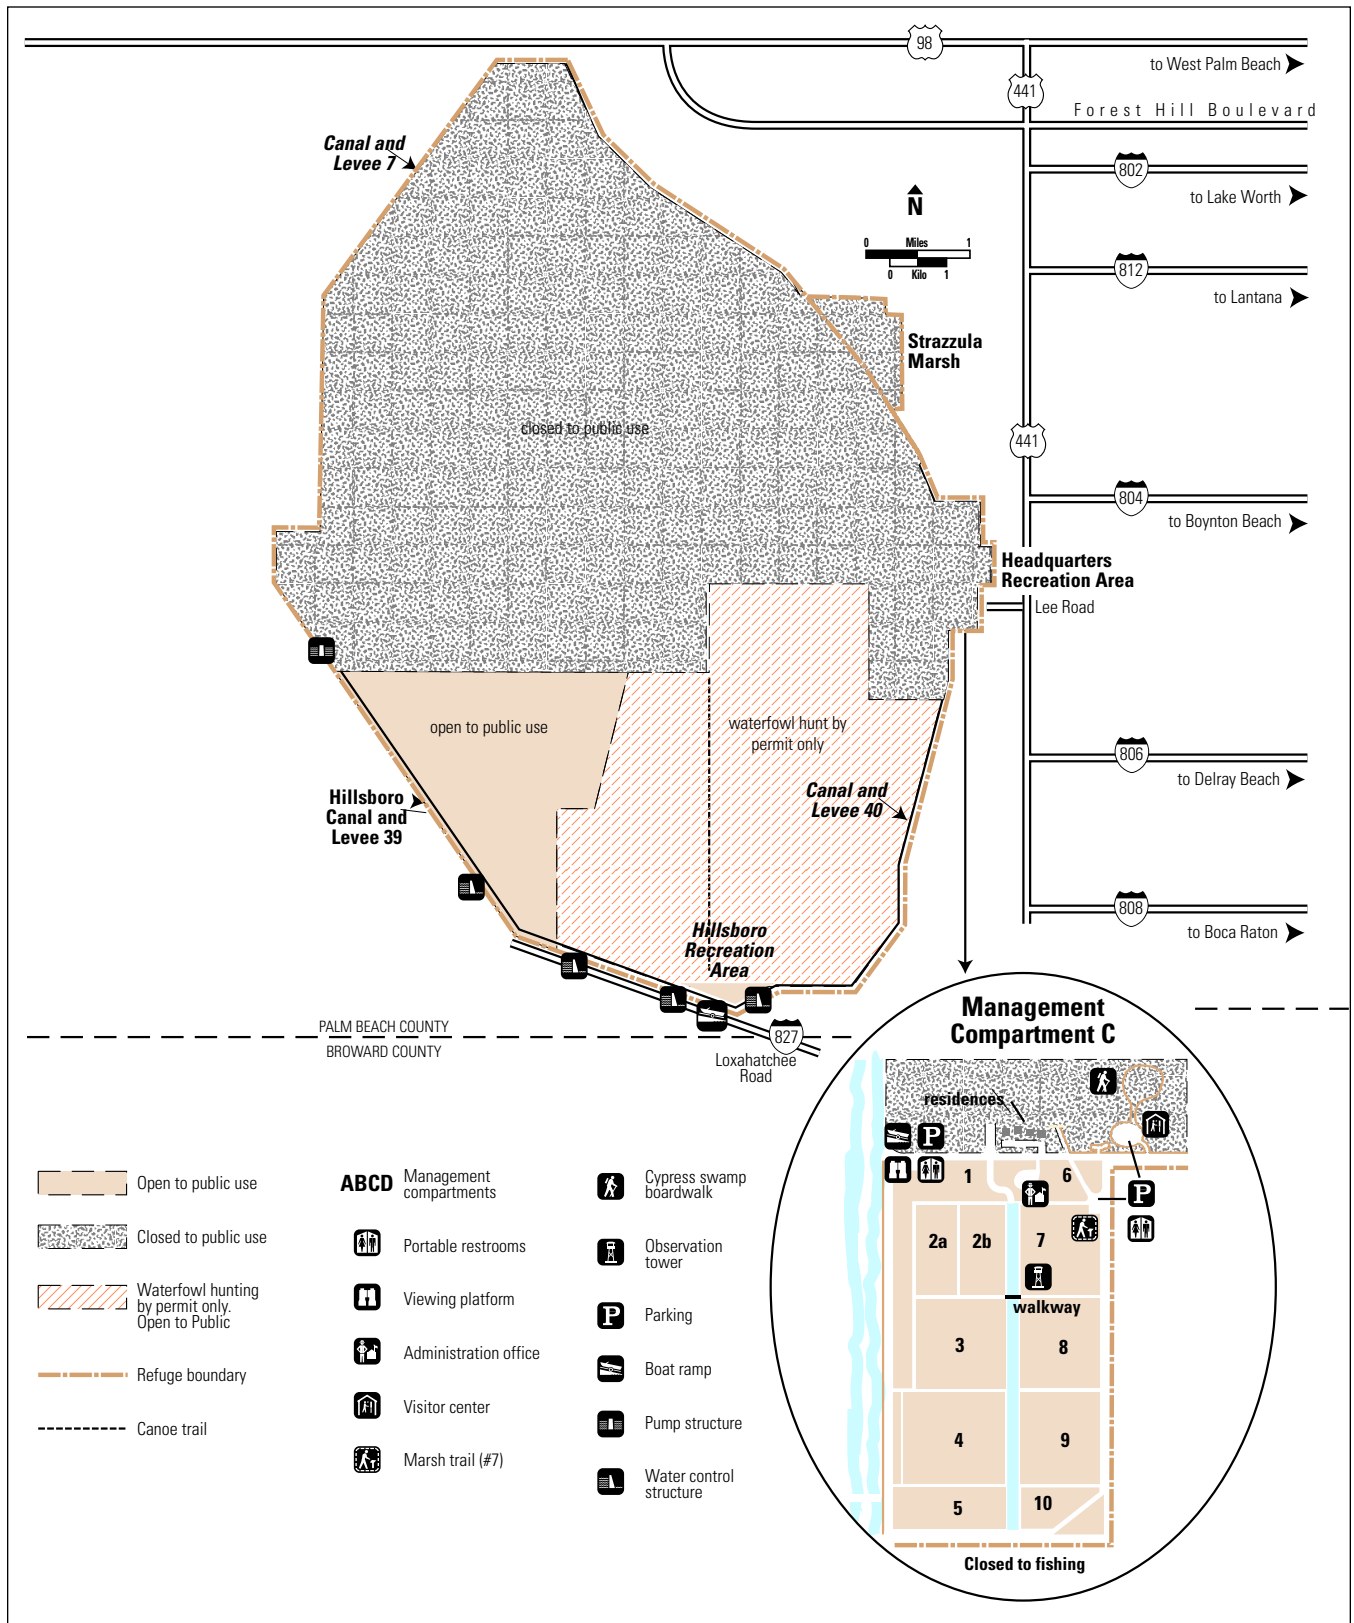 98
to West Palm Beach
441
Forest Hill Boulevard
Canal and
Levee 7
802
to Lake Worth
N
0 Miles 1
0 Kilo 1
812
to Lantana
Strazzula
Marsh
closed to public use
441
804
to Boynton Beach
Headquarters
Recreation Area
Lee Road
open to public use
waterfowl hunt by
permit only
806
to Delray Beach
Hillsboro
Canal and
Levee 39
Canal and
Levee 40
808
to Boca Raton
Hillsboro
Recreation
Area
PALM BEACH COUNTY
BROWARD COUNTY
827
Loxahatchee
Road
Management
Compartment C
residences
P
1
6
P
2a
2b
7
walkway
3
8
4
9
5
10
Closed to fishing
Open to public use
Closed to public use
Waterfowl hunting
by permit only.
Open to Public
Refuge boundary
Canoe trail
ABCD Management
compartments
Portable restrooms
Viewing platform
Administration office
Visitor center
Marsh trail (#7)
Cypress swamp
boardwalk
Observation
tower
P Parking
Boat ramp
Pump structure
Water control
structure